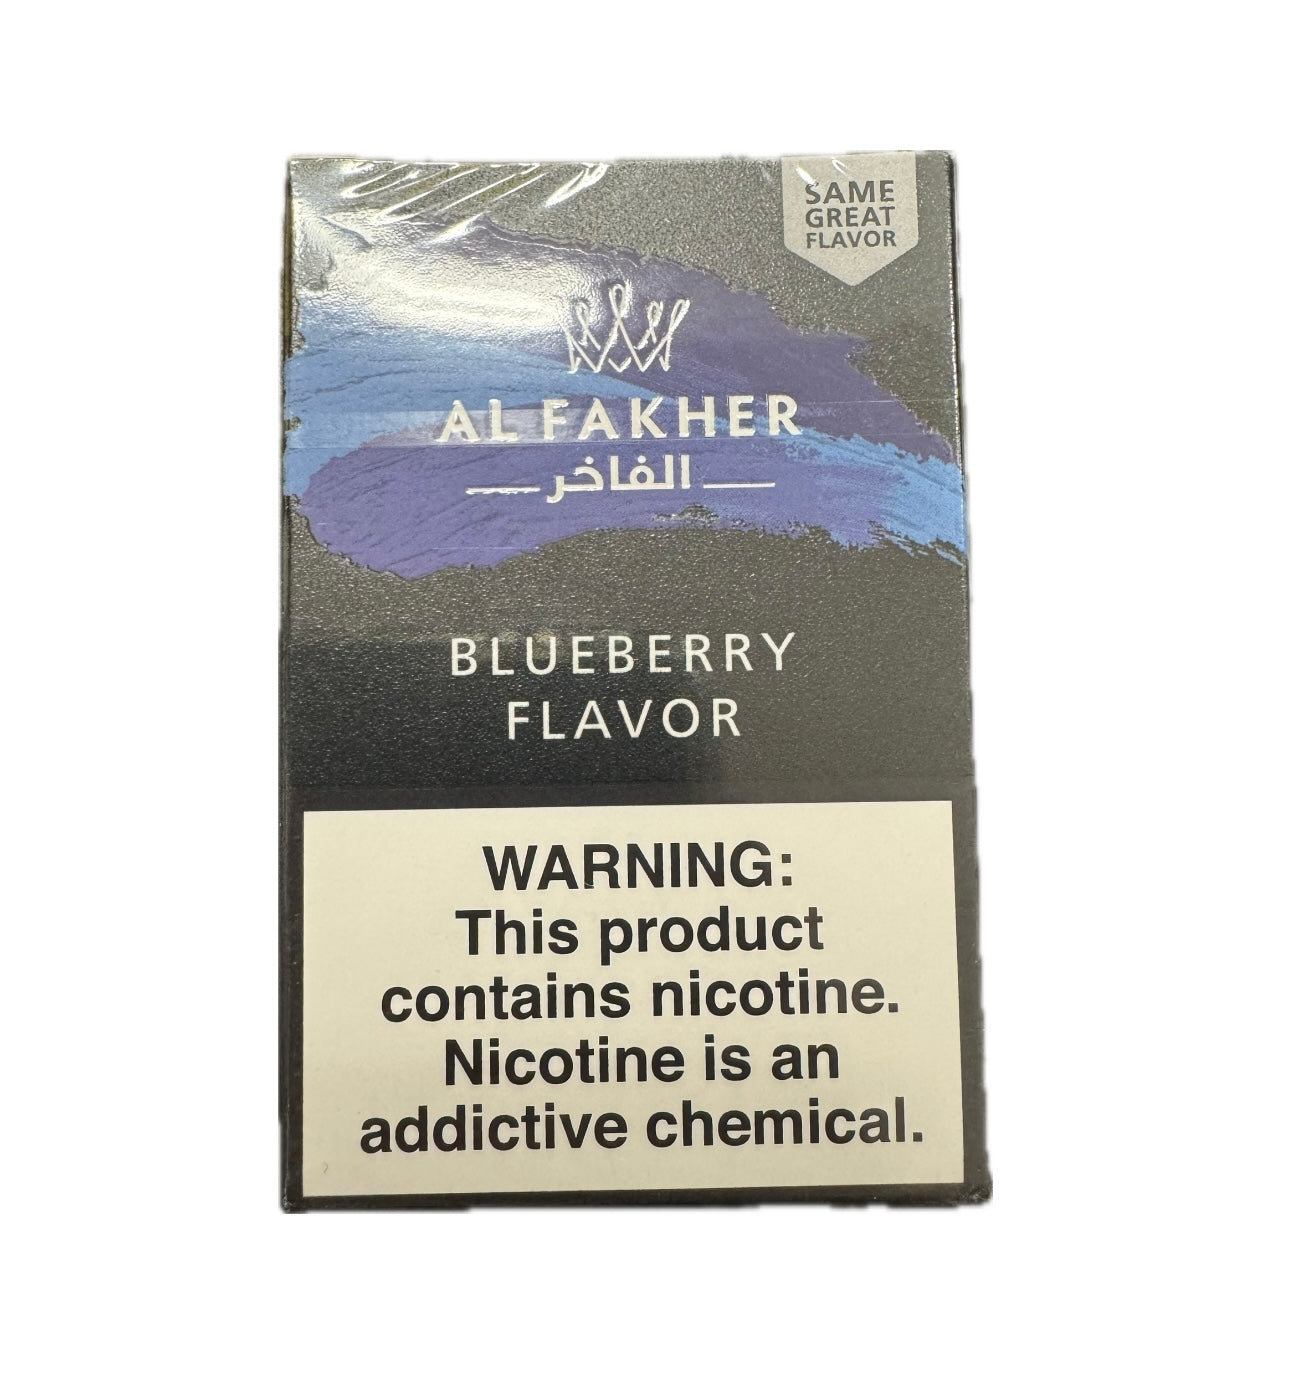 SAME
GREAT
FLAVOR
AL FAKHER
الفاخر
BLUEBERRY
FLAVOR
WARNING:
This product
contains nicotine.
Nicotine is an
addictive chemical.